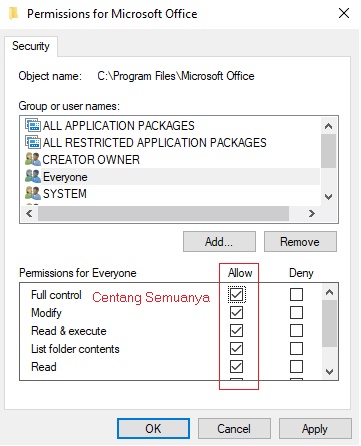 Permissions for Microsoft Office
Security
Object name: C:\Program Files\Microsoft Office
Group or user names:
ALL APPLICATION PACKAGES
ALL RESTRICTED APPLICATION PACKAGES
CREATOR OWNER
Everyone
SYSTEM
Add... Remove
Permissions for Everyone Allow Deny
Full control Centang Semuanya
Modify
Read & execute
List folder contents
Read
OK Cancel Apply